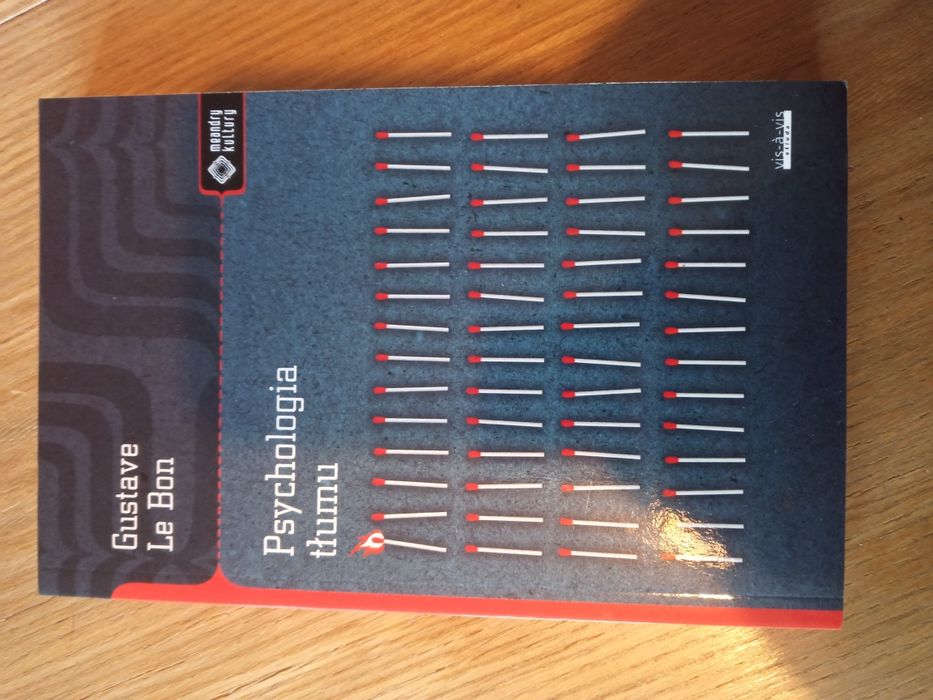 Gustave
Le Bon
meandry
kultury
Psychologia
tłumu
vis-à-vis
etiuda